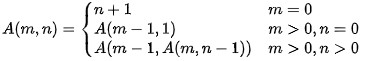 A(m, n) = { n + 1   m = 0
A(m − 1, 1)   m > 0, n = 0
A(m − 1, A(m, n − 1))   m > 0, n > 0